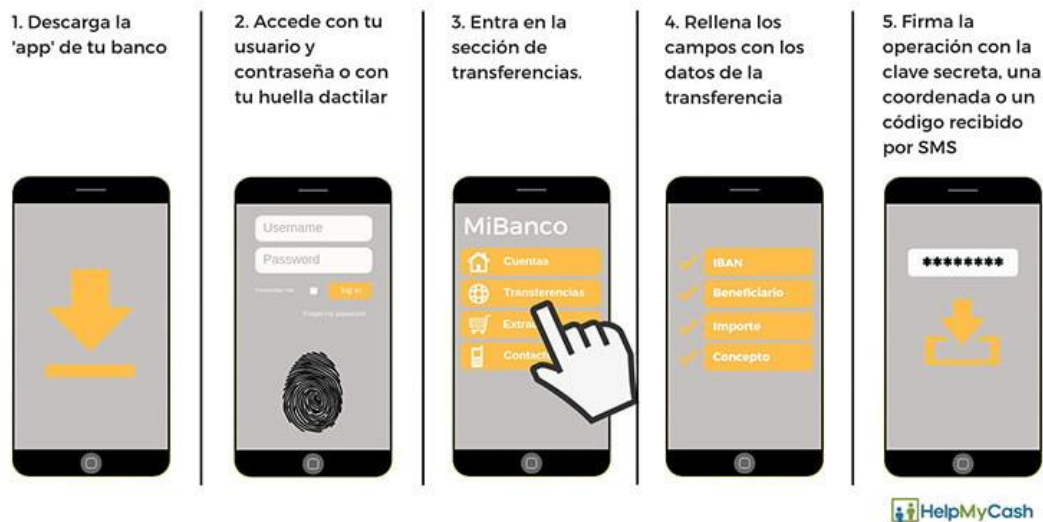 1. Descarga la
'app' de tu banco
2. Accede con tu
usuario y
contraseña o con
tu huella dactilar
3. Entra en la
sección de
transferencias.
4. Rellena los
campos con los
datos de la
transferencia
5. Firma la
operación con la
clave secreta, una
coordenada o un
código recibido
por SMS
Username
Password
log in
MiBanco
Cuentas
Transferencias
IBAN
Beneficiario
Importe
Concepto
********
HelpMyCash